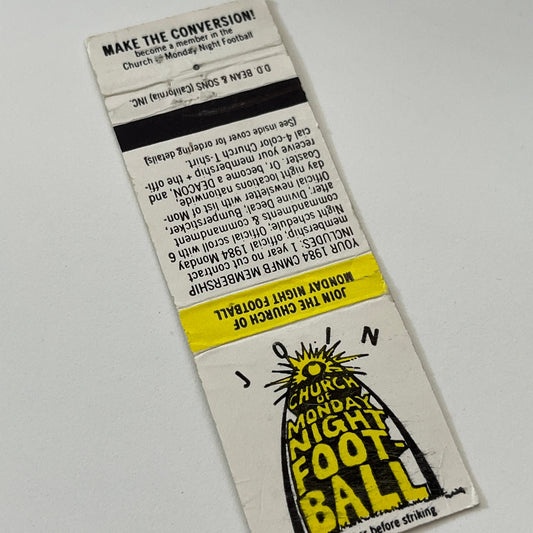 MAKE THE CONVERSION!
become a member in the
Church of Monday Night Football
D.D. BEAN & SONS (California) INC.
YOUR 1984 CMNFB MEMBERSHIP
INCLUDES: 1 year no cut contract
membership, official 1984 Monday
Night schedule, Official scroll with 6
commandments & commandment
after, Divine Decal, Bumpersticker,
Official newsletter with list of Mon-
day night locations nationwide,
Coaster. Or, become a DEACON, and
receive your membership + the offi-
cial 4-color Church T-shirt.
[See inside cover for ordering details]
JOIN THE CHURCH OF
MONDAY NIGHT FOOTBALL
JOIN
CHURCH
OF
MONDAY
NIGHT
FOOT-
BALL
before striking